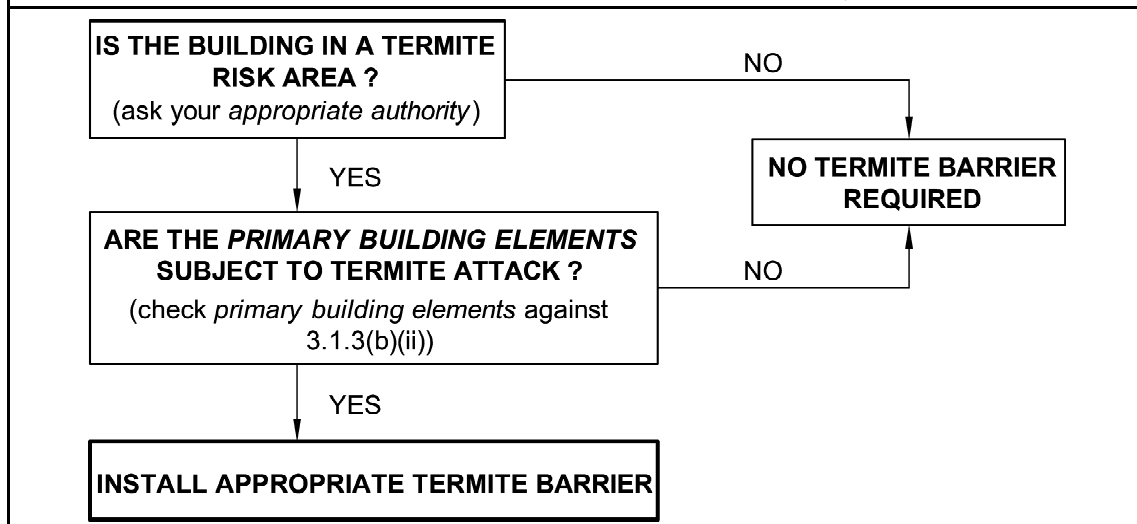 IS THE BUILDING IN A TERMITE
RISK AREA ?
(ask your appropriate authority)
NO
YES
NO TERMITE BARRIER
REQUIRED
ARE THE PRIMARY BUILDING ELEMENTS
SUBJECT TO TERMITE ATTACK ?
(check primary building elements against
3.1.3(b)(ii))
NO
YES
INSTALL APPROPRIATE TERMITE BARRIER